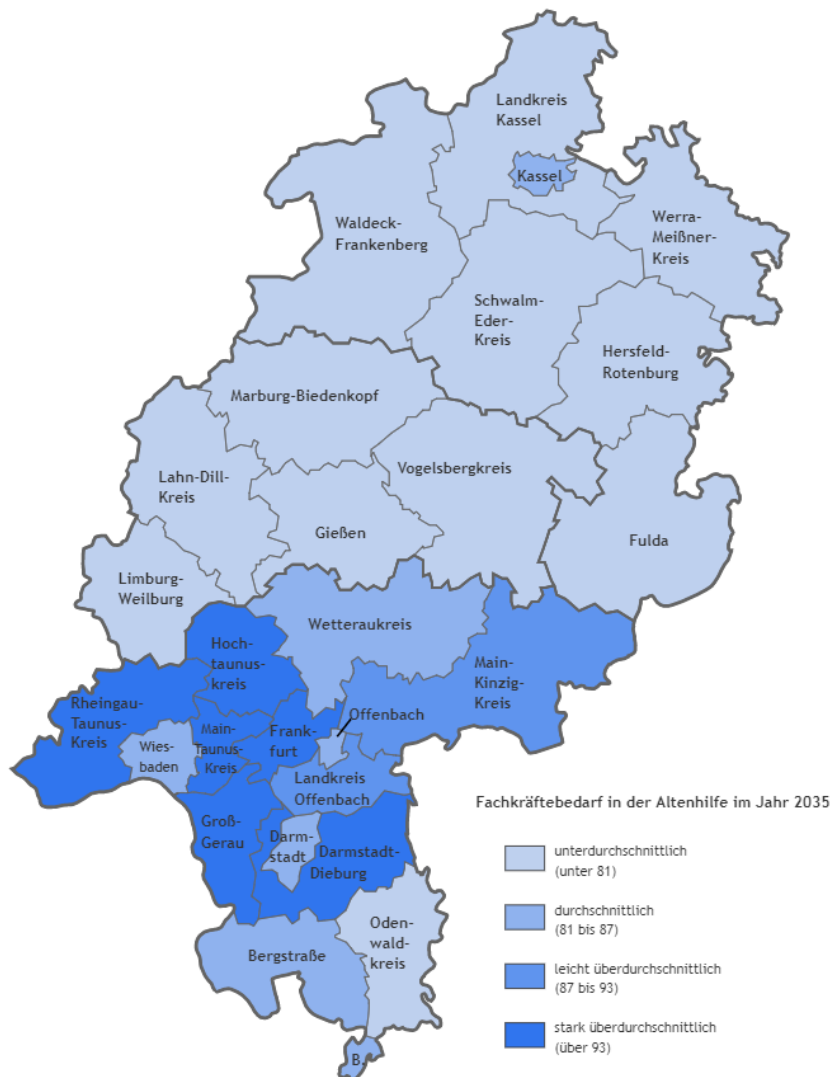 Landkreis
Kassel
Kassel
Waldeck-
Frankenberg
Werra-
Meißner-
Kreis
Schwalm-
Eder-
Kreis
Hersfeld-
Rotenburg
Marburg-Biedenkopf
Lahn-Dill-
Kreis
Vogelsbergkreis
Gießen
Fulda
Limburg-
Weilburg
Wetteraukreis
Hoch-
taunus-
kreis
Main-
Kinzig-
Kreis
Rheingau-
Taunus-
Kreis
Offenbach
Wies-
baden
Main-
Taunus-
Kreis
Frank-
furt
Landkreis
Offenbach
Groß-
Gerau
Darm-
stadt
Darmstadt-
Dieburg
Oden-
wald-
kreis
Bergstraße
B.
Fachkräftebedarf in der Altenhilfe im Jahr 2035
unterdurchschnittlich
(unter 81)
durchschnittlich
(81 bis 87)
leicht überdurchschnittlich
(87 bis 93)
stark überdurchschnittlich
(über 93)